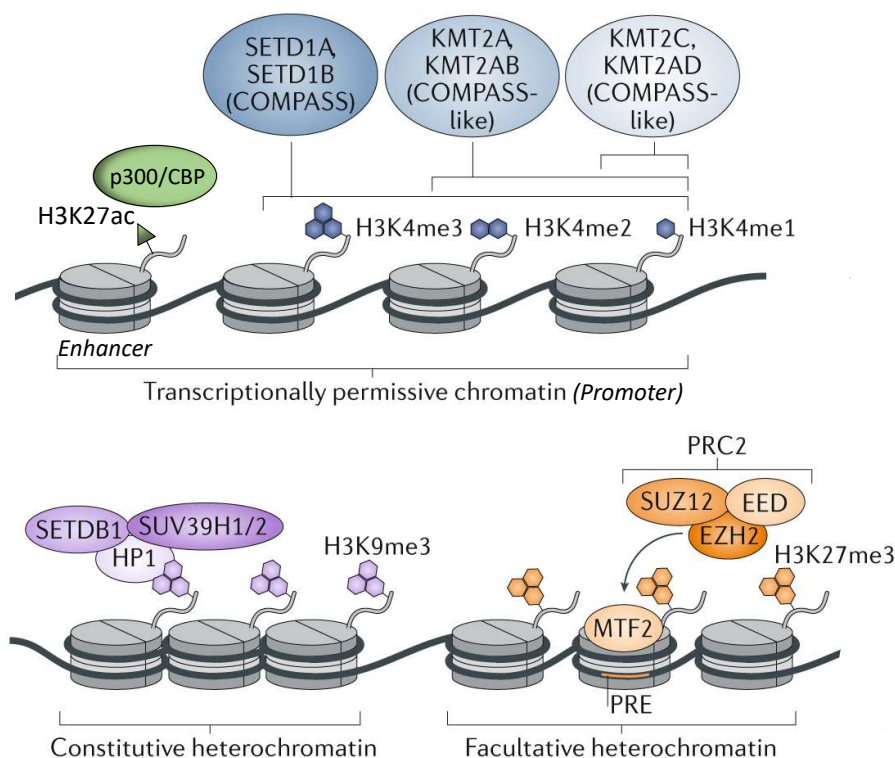 SETD1A,
SETD1B
(COMPASS)
KMT2A,
KMT2AB
(COMPASS-
like)
KMT2C,
KMT2AD
(COMPASS-
like)
p300/CBP
H3K27ac
H3K4me3
H3K4me2
H3K4me1
Enhancer
Transcriptionally permissive chromatin (Promoter)
PRC2
SUZ12
EED
EZH2
SETDB1
SUV39H1/2
HP1
H3K9me3
H3K27me3
MTF2
PRE
Constitutive heterochromatin
Facultative heterochromatin